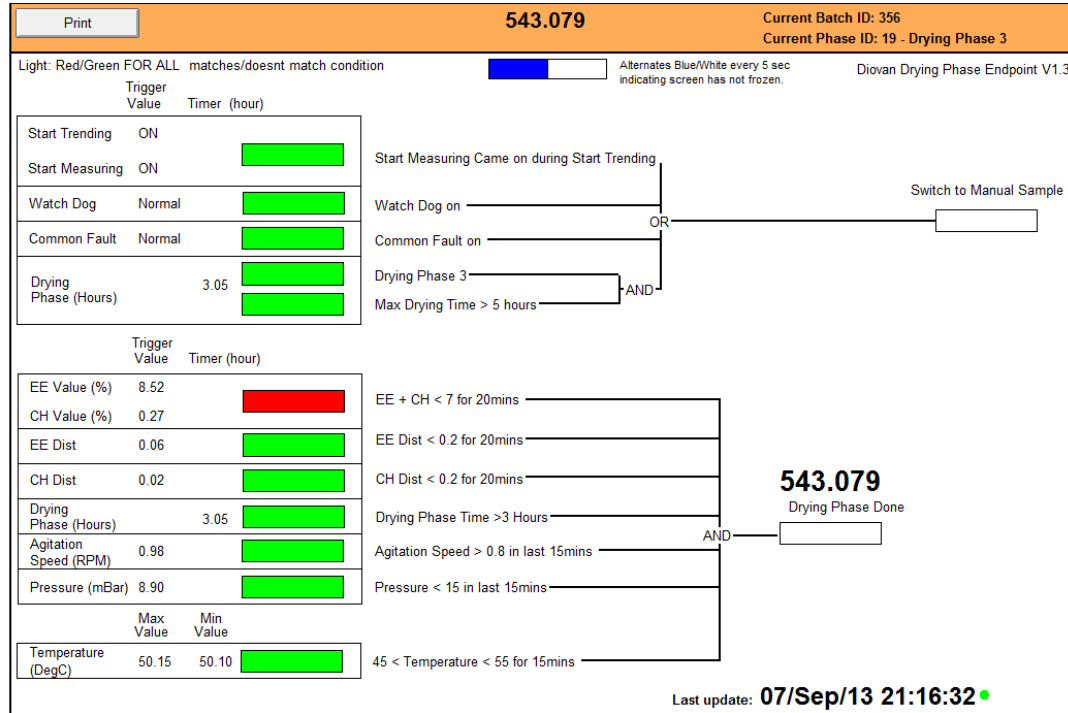 Print
543.079
Current Batch ID: 356
Current Phase ID: 19 - Drying Phase 3
Light: Red/Green FOR ALL matches/doesnt match condition
Alternates Blue/White every 5 sec
indicating screen has not frozen.
Diovan Drying Phase Endpoint V1.3
Trigger
Value Timer (hour)
Start Trending ON
Start Measuring ON
Start Measuring Came on during Start Trending
Watch Dog Normal
Watch Dog on
Common Fault Normal
Common Fault on
Drying
Phase (Hours) 3.05
Drying Phase 3
Max Drying Time > 5 hours
AND
OR
Switch to Manual Sample
Trigger
Value Timer (hour)
EE Value (%) 8.52
CH Value (%) 0.27
EE + CH < 7 for 20mins
EE Dist 0.06
EE Dist < 0.2 for 20mins
CH Dist 0.02
CH Dist < 0.2 for 20mins
Drying
Phase (Hours) 3.05
Drying Phase Time >3 Hours
Agitation
Speed (RPM) 0.98
Agitation Speed > 0.8 in last 15mins
Pressure (mBar) 8.90
Pressure < 15 in last 15mins
Max
Value
Min
Value
Temperature
(DegC) 50.15 50.10
45 < Temperature < 55 for 15mins
AND
543.079
Drying Phase Done
Last update: 07/Sep/13 21:16:32